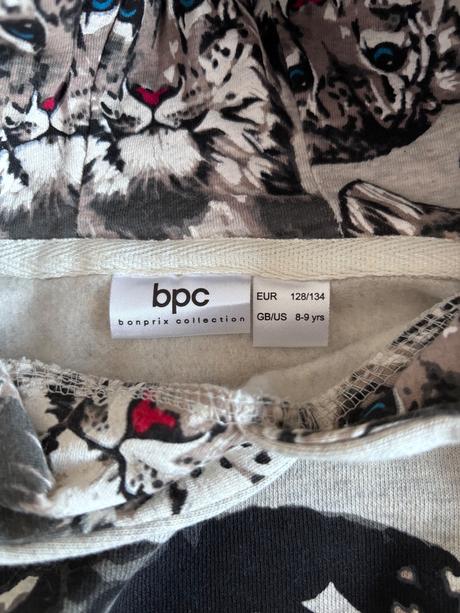 bpc
bonprix collection
EUR 128/134
GB/US 8-9 yrs